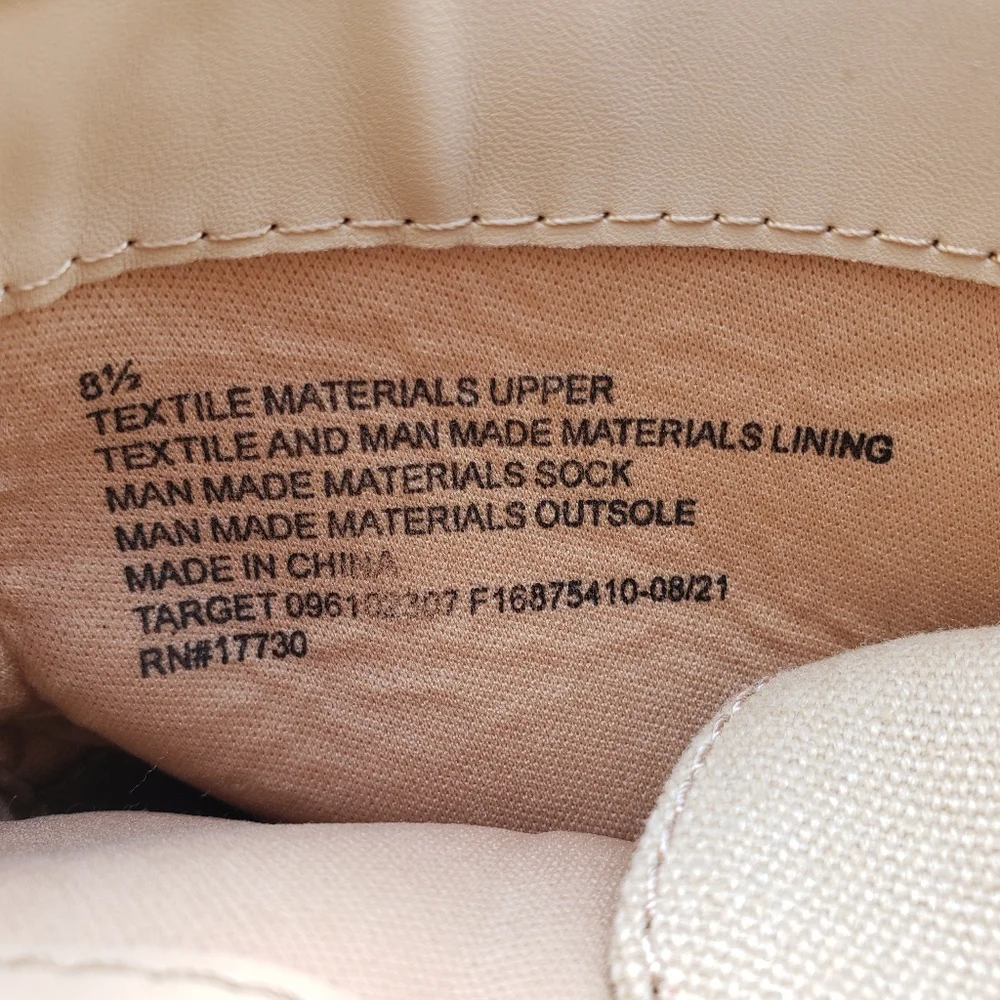 8½
TEXTILE MATERIALS UPPER
TEXTILE AND MAN MADE MATERIALS LINING
MAN MADE MATERIALS SOCK
MAN MADE MATERIALS OUTSOLE
MADE IN CHINA
TARGET 096102307 F16875410-08/21
RN#17730